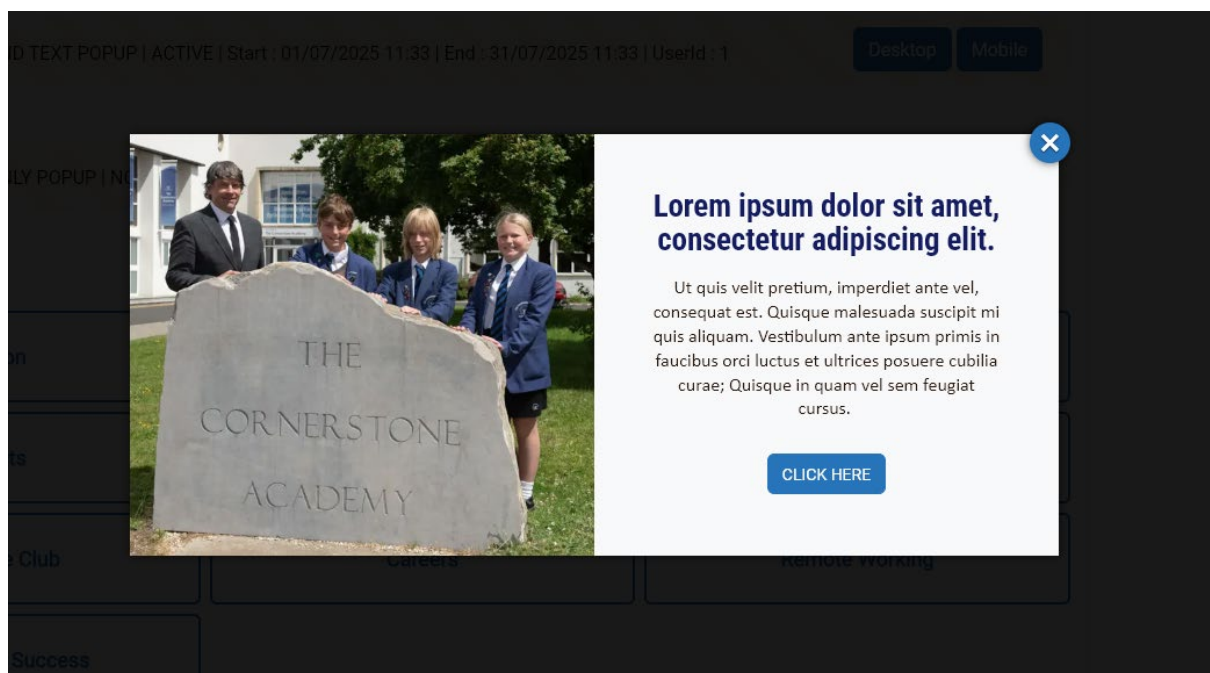 D TEXT POPUP | ACTIVE | Start : 01/07/2025 11:33 | End : 31/07/2025 11:33 | UserId : 1
Desktop
Mobile
LY POPUP |
Lorem ipsum dolor sit amet,
consectetur adipiscing elit.
Ut quis velit pretium, imperdiet ante vel,
consequat est. Quisque malesuada suscipit mi
quis aliquam. Vestibulum ante ipsum primis in
faucibus orci luctus et ultrices posuere cubilia
curae; Quisque in quam vel sem feugiat
cursus.
CLICK HERE
THE
CORNERSTONE
ACADEMY
on
ts
Club
Careers
Remote Working
Success